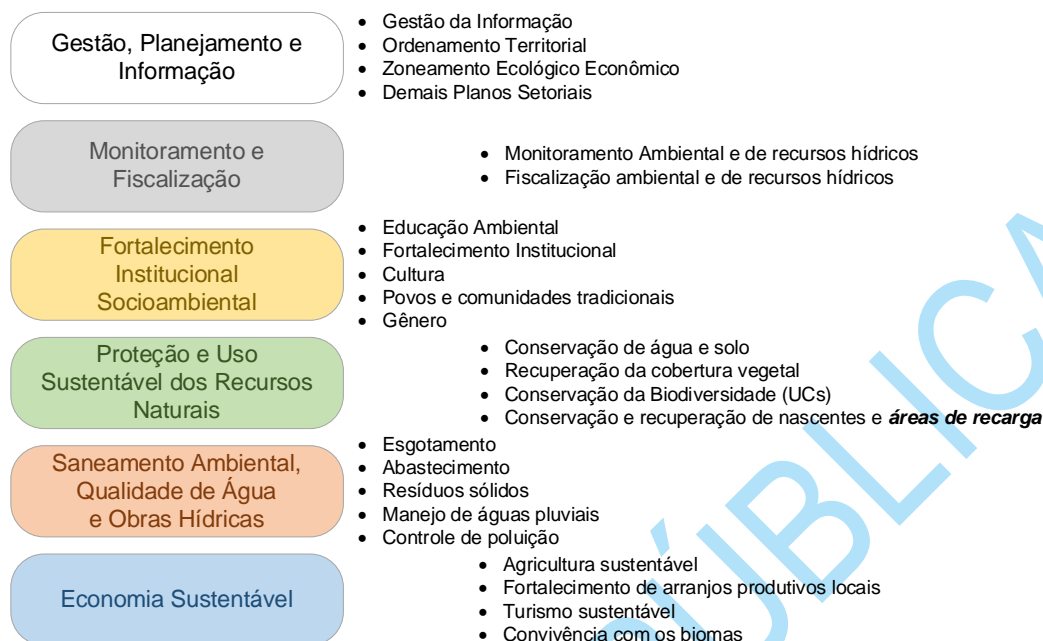 Gestão, Planejamento e
Informação
• Gestão da Informação
• Ordenamento Territorial
• Zoneamento Ecológico Econômico
• Demais Planos Setoriais
Monitoramento e
Fiscalização
• Monitoramento Ambiental e de recursos hídricos
• Fiscalização ambiental e de recursos hídricos
Fortalecimento
Institucional
Socioambiental
• Educação Ambiental
• Fortalecimento Institucional
• Cultura
• Povos e comunidades tradicionais
• Gênero
Proteção e Uso
Sustentável dos Recursos
Naturais
• Conservação de água e solo
• Recuperação da cobertura vegetal
• Conservação da Biodiversidade (UCs)
• Conservação e recuperação de nascentes e áreas de recarga
Saneamento Ambiental,
Qualidade de Água
e Obras Hídricas
• Esgotamento
• Abastecimento
• Resíduos sólidos
• Manejo de águas pluviais
• Controle de poluição
Economia Sustentável
• Agricultura sustentável
• Fortalecimento de arranjos produtivos locais
• Turismo sustentável
• Convivência com os biomas
PÚBLICA